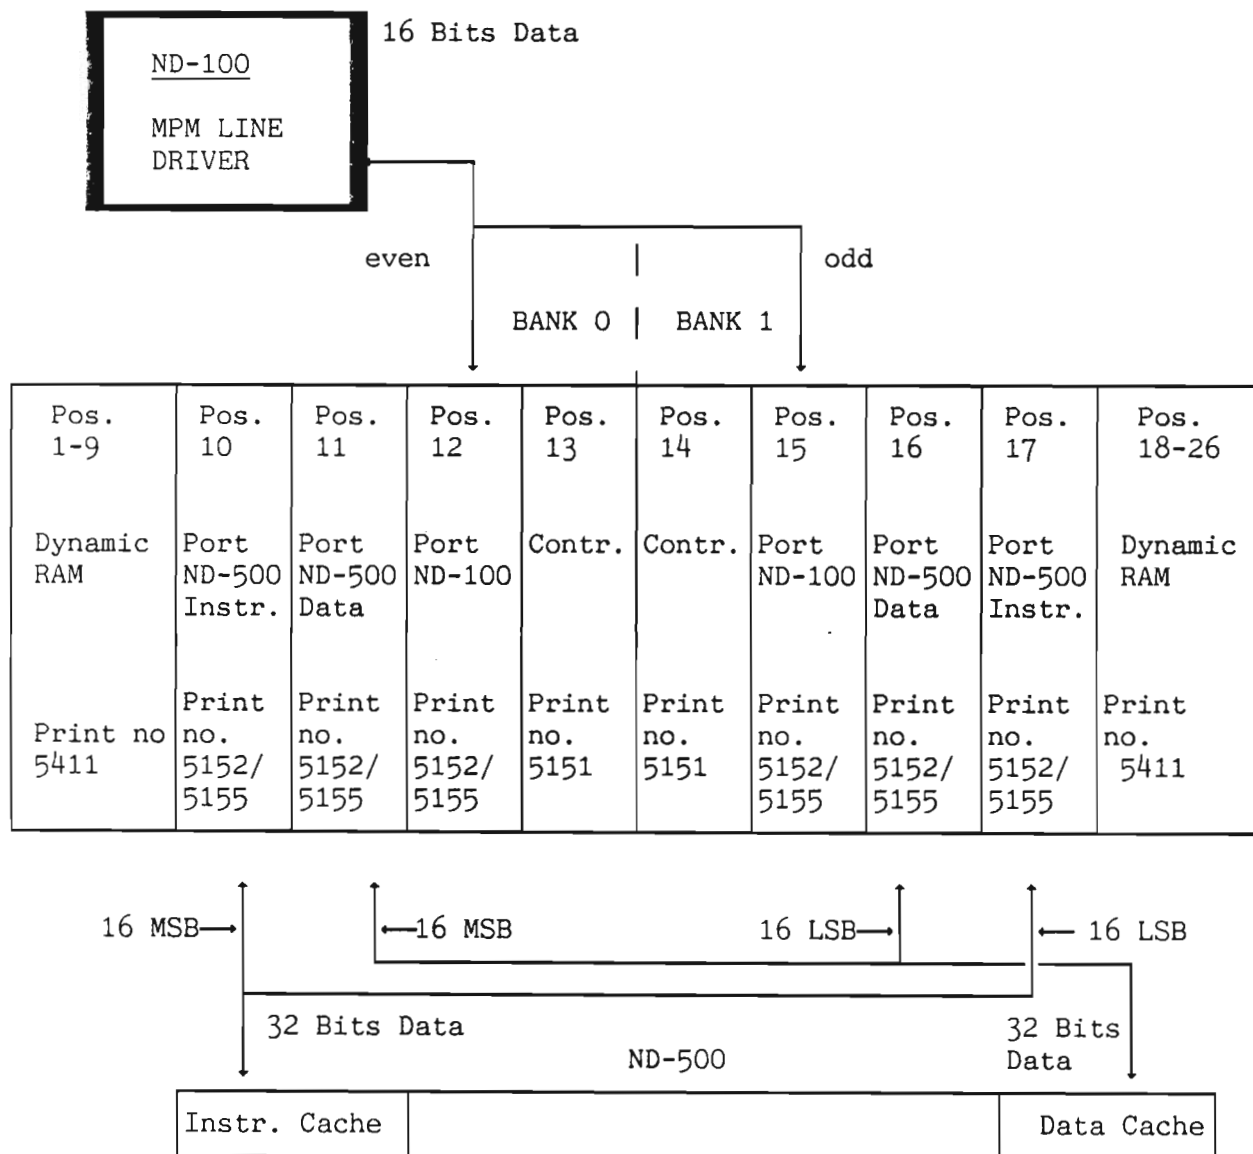 16 Bits Data
ND-100
MPM LINE
DRIVER
even
odd
BANK 0 | BANK 1
Pos. 1-9
Pos. 10
Pos. 11
Pos. 12
Pos. 13
Pos. 14
Pos. 15
Pos. 16
Pos. 17
Pos. 18-26
Dynamic RAM
Port ND-500 Instr.
Port ND-500 Data
Port ND-100
Contr.
Contr.
Port ND-100
Port ND-500 Data
Port ND-500 Instr.
Dynamic RAM
Print no 5411
Print no. 5152/ 5155
Print no. 5152/ 5155
Print no. 5152/ 5155
Print no. 5151
Print no. 5151
Print no. 5152/ 5155
Print no. 5152/ 5155
Print no. 5152/ 5155
Print no. 5411
16 MSB
16 MSB
16 LSB
16 LSB
32 Bits Data
32 Bits Data
ND-500
Instr. Cache
Data Cache